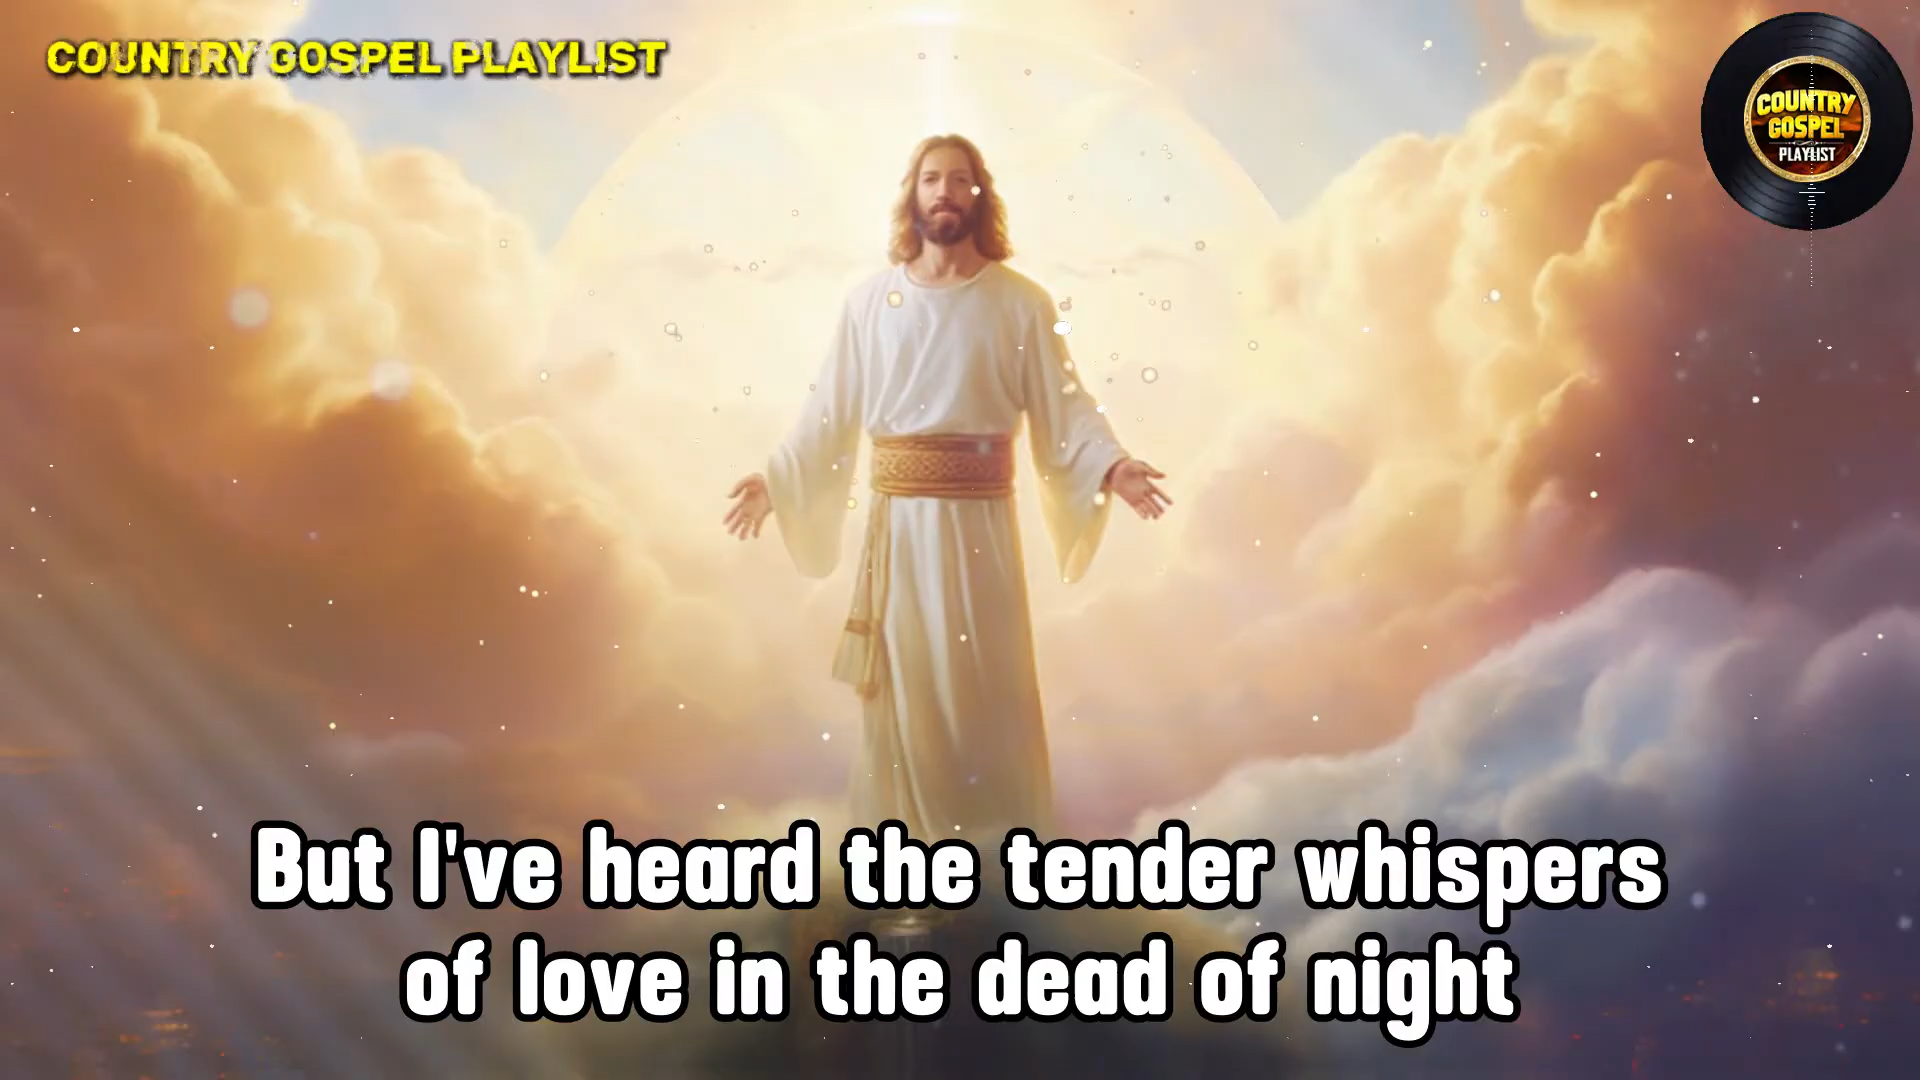 COUNTRY GOSPEL PLAYLIST
COUNTRY
GOSPEL
PLAYLIST
But I've heard the tender whispers
of love in the dead of night